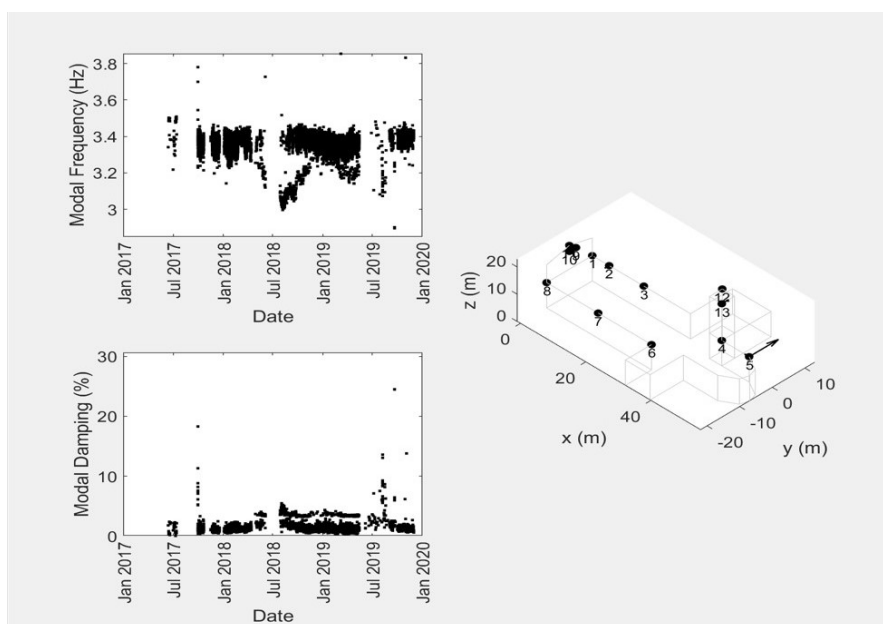 3.8
3.6
3.4
3.2
3
Modal Frequency (Hz)
Jan 2017
Jul 2017
Jan 2018
Jul 2018
Jan 2019
Jul 2019
Jan 2020
Date
30
20
10
0
Modal Damping (%)
Jan 2017
Jul 2017
Jan 2018
Jul 2018
Jan 2019
Jul 2019
Jan 2020
Date
20
10
0
z (m)
0
20
40
x (m)
-20
-10
0
10
y (m)
10
9
1
2
3
12
13
8
7
6
4
5